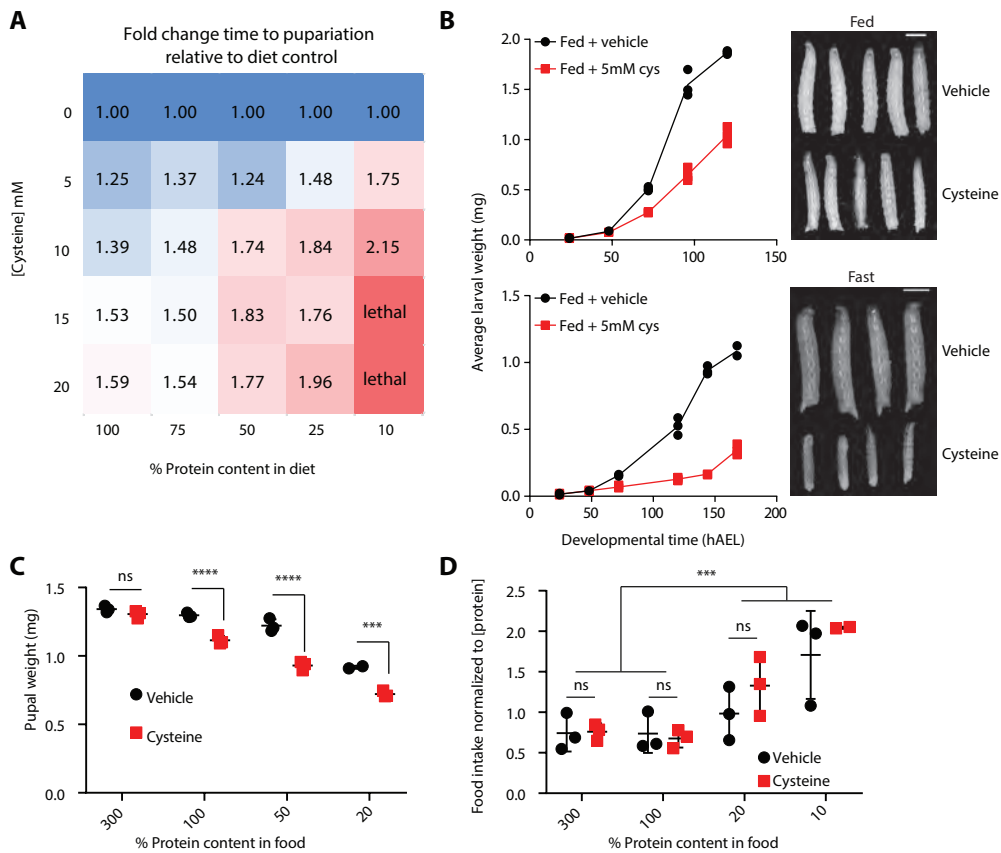 A
Fold change time to pupariation
relative to diet control
0 1.00 1.00 1.00 1.00 1.00
5 1.25 1.37 1.24 1.48 1.75
10 1.39 1.48 1.74 1.84 2.15
15 1.53 1.50 1.83 1.76 lethal
20 1.59 1.54 1.77 1.96 lethal
[Cysteine] mM
100 75 50 25 10
% Protein content in diet
B
Fed + vehicle
Fed + 5mM cys
2.0
1.5
1.0
0.5
0.0
0 50 100 150
Fed
Vehicle
Cysteine
Average larval weight (mg)
Fed + vehicle
Fed + 5mM cys
1.5
1.0
0.5
0.0
0 50 100 150 200
Developmental time (hAEL)
Fast
Vehicle
Cysteine
C
Pupal weight (mg)
1.5
1.0
0.5
0.0
ns **** **** ***
Vehicle
Cysteine
300 100 50 20
% Protein content in food
D
Food intake normalized to [protein]
2.5
2.0
1.5
1.0
0.5
0.0
***
ns ns ns
Vehicle
Cysteine
300 100 20 10
% Protein content in food